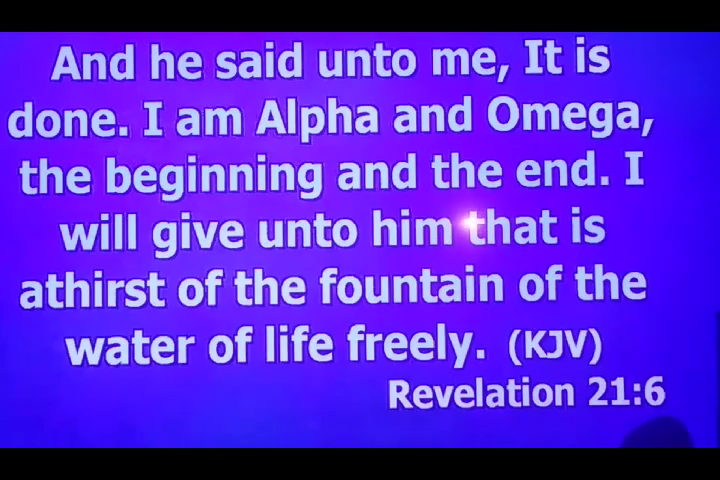 And he said unto me, It is
done. I am Alpha and Omega,
the beginning and the end. I
will give unto him that is
athirst of the fountain of the
water of life freely. (KJV)
Revelation 21:6